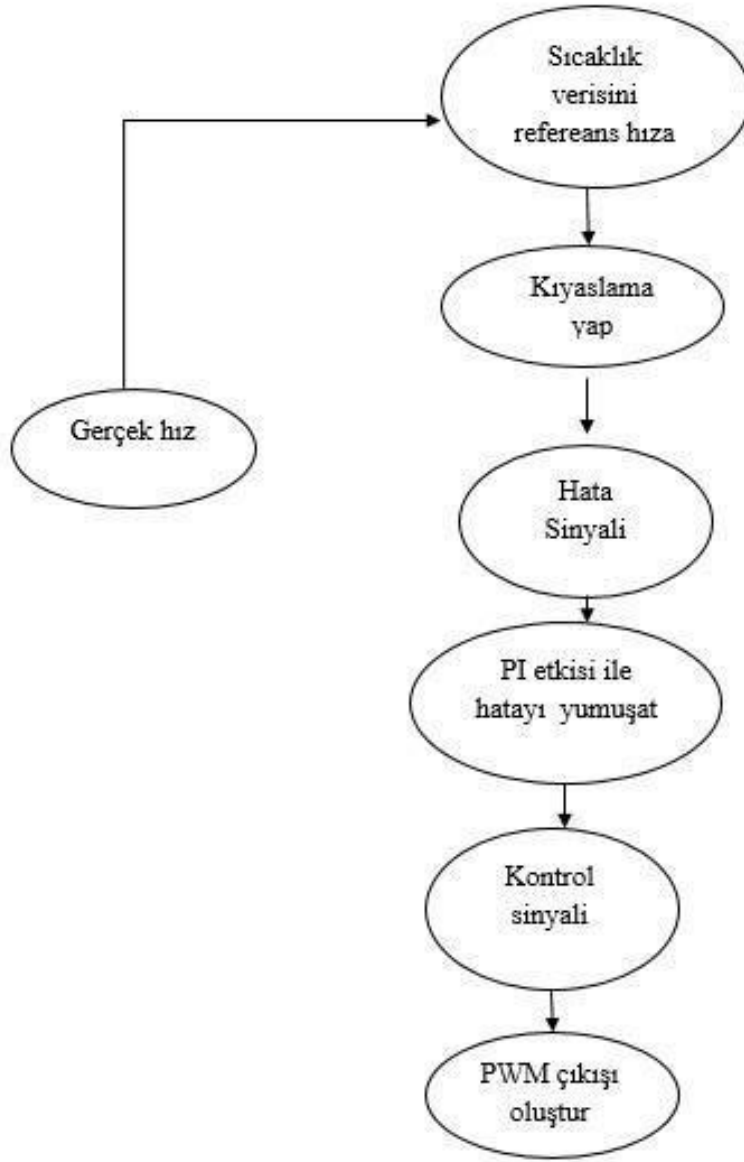 Sıcaklık
verisini
refereans hıza
Kıyaslama
yap
Gerçek hız
Hata
Sinyali
PI etkisi ile
hatayı yumuşat
Kontrol
sinyali
PWM çıkışı
oluştur